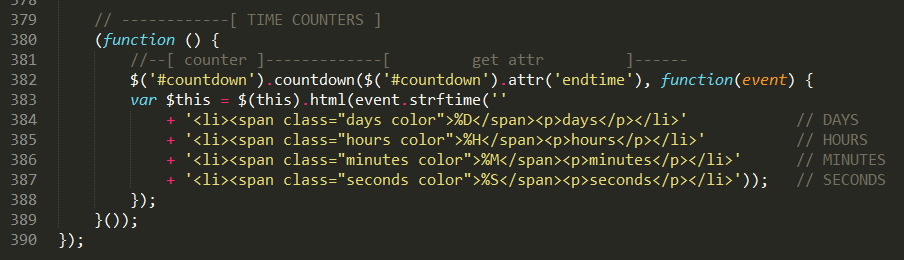 379 // ------------[ TIME COUNTERS ]
380 (function () {
381 //--[ counter ]-------------[ get attr ]------
382 $('#countdown').countdown($('#countdown').attr('endtime'), function(event) {
383 var $this = $(this).html(event.strftime(''
384 + '<li><span class="days color">%D</span><p>days</p></li>' // DAYS
385 + '<li><span class="hours color">%H</span><p>hours</p></li>' // HOURS
386 + '<li><span class="minutes color">%M</span><p>minutes</p></li>' // MINUTES
387 + '<li><span class="seconds color">%S</span><p>seconds</p></li>')); // SECONDS
388 });
389 }());
390 });